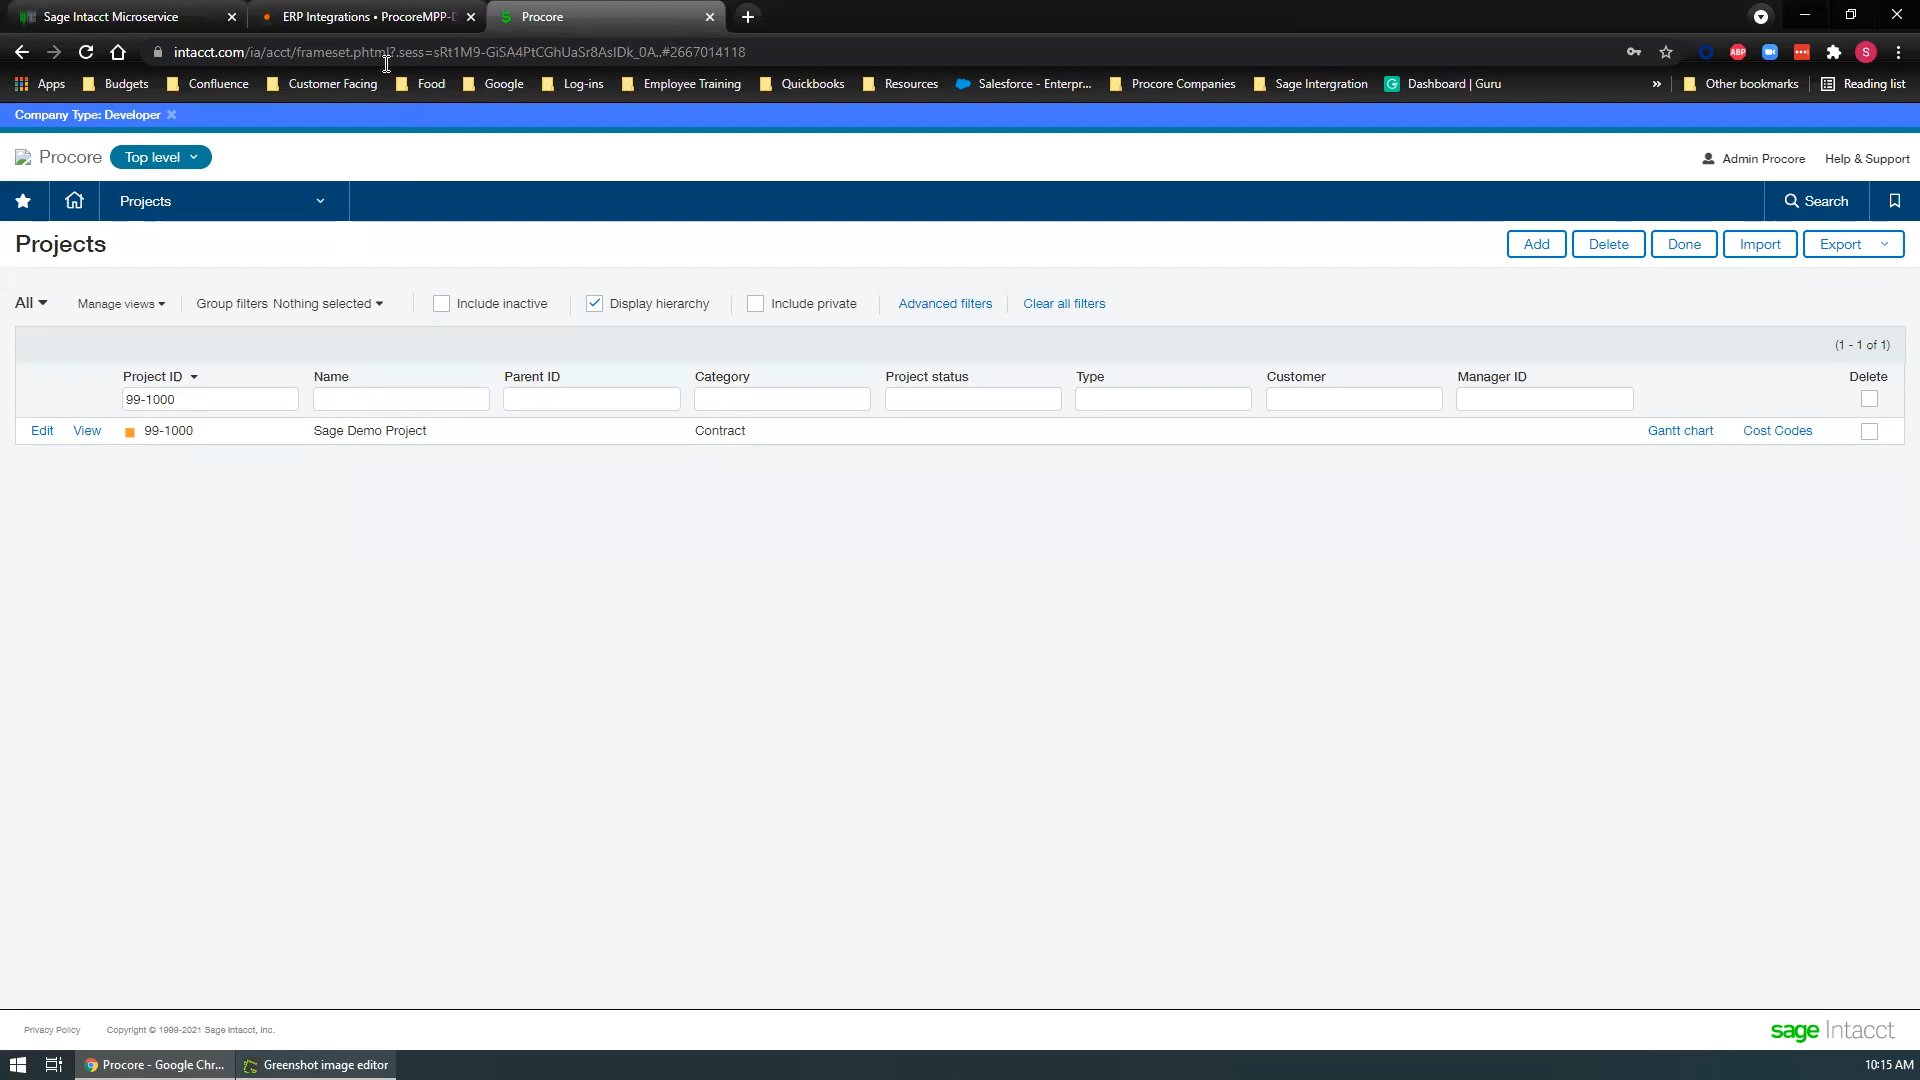 Sage Intacct Microservice
ERP Integrations • ProcoreMPP-D
Procore
intacct.com/ia/acct/frameset.phtml?.sess=sRt1M9-GiSA4PtCGhUaSr8AsIDk_0A..#2667014118
ABP
S
Apps Budgets Confluence Customer Facing Food Google Log-ins Employee Training Quickbooks Resources Salesforce - Enterpr... Procore Companies Sage Intergration Dashboard | Guru » Other bookmarks Reading list
Company Type: Developer
Procore Top level Admin Procore Help & Support
Projects Search
Projects Add Delete Done Import Export
All Manage views Group filters Nothing selected Include inactive Display hierarchy Include private Advanced filters Clear all filters
(1 - 1 of 1)
Project ID Name Parent ID Category Project status Type Customer Manager ID Delete
99-1000
Edit View 99-1000 Sage Demo Project Contract Gantt chart Cost Codes
Privacy Policy Copyright © 1999-2021 Sage Intacct, Inc. sage Intacct
Procore - Google Chr... Greenshot image editor 10:15 AM